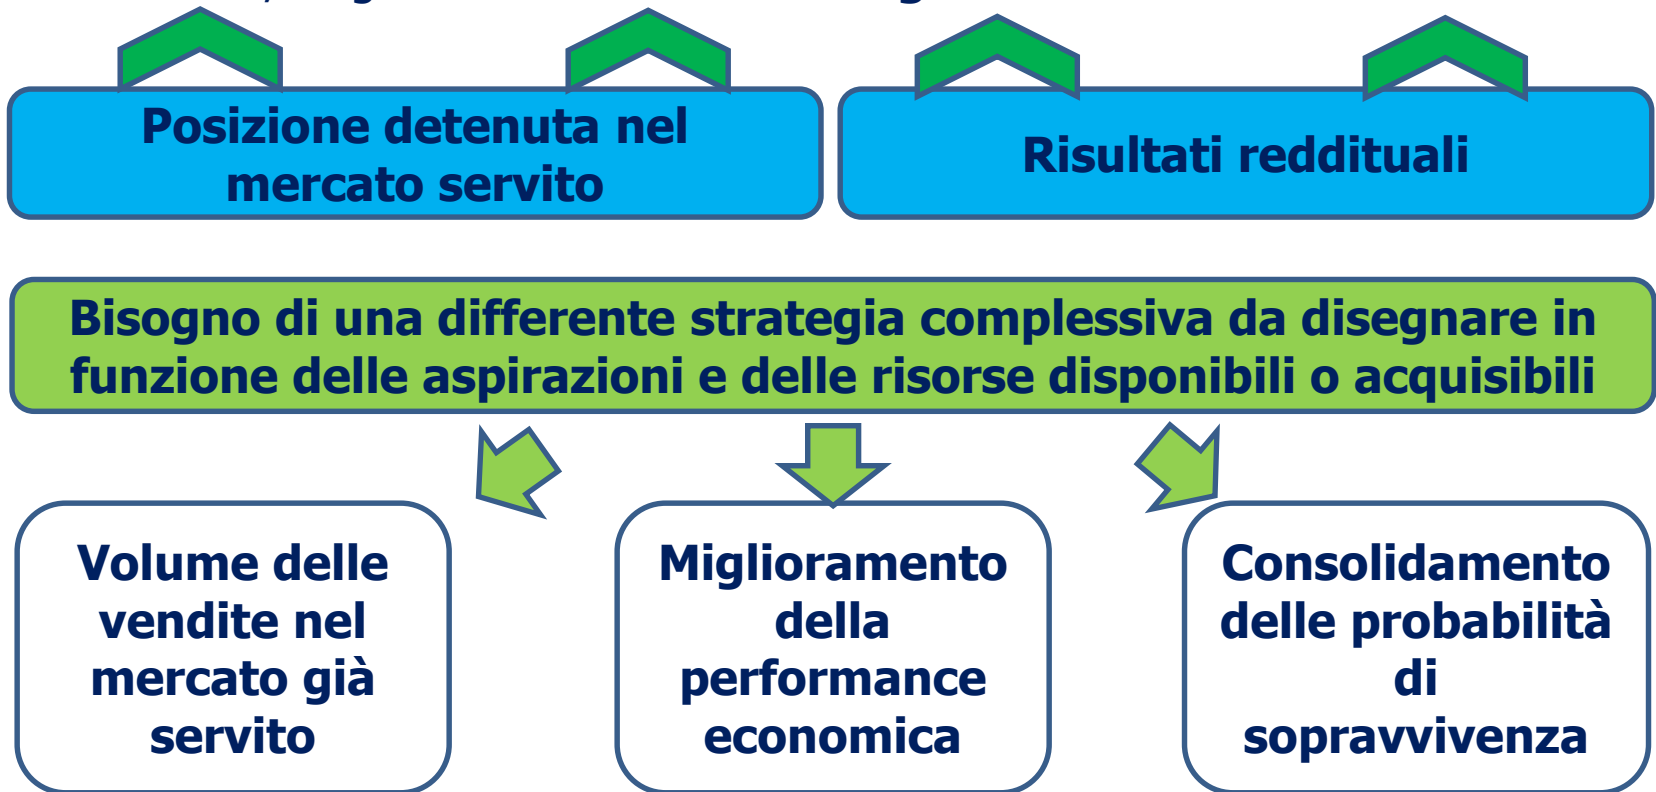 Posizione detenuta nel
mercato servito
Risultati reddituali
Bisogno di una differente strategia complessiva da disegnare in
funzione delle aspirazioni e delle risorse disponibili o acquisibili
Volume delle
vendite nel
mercato già
servito
Miglioramento
della
performance
economica
Consolidamento
delle probabilità
di
sopravvivenza